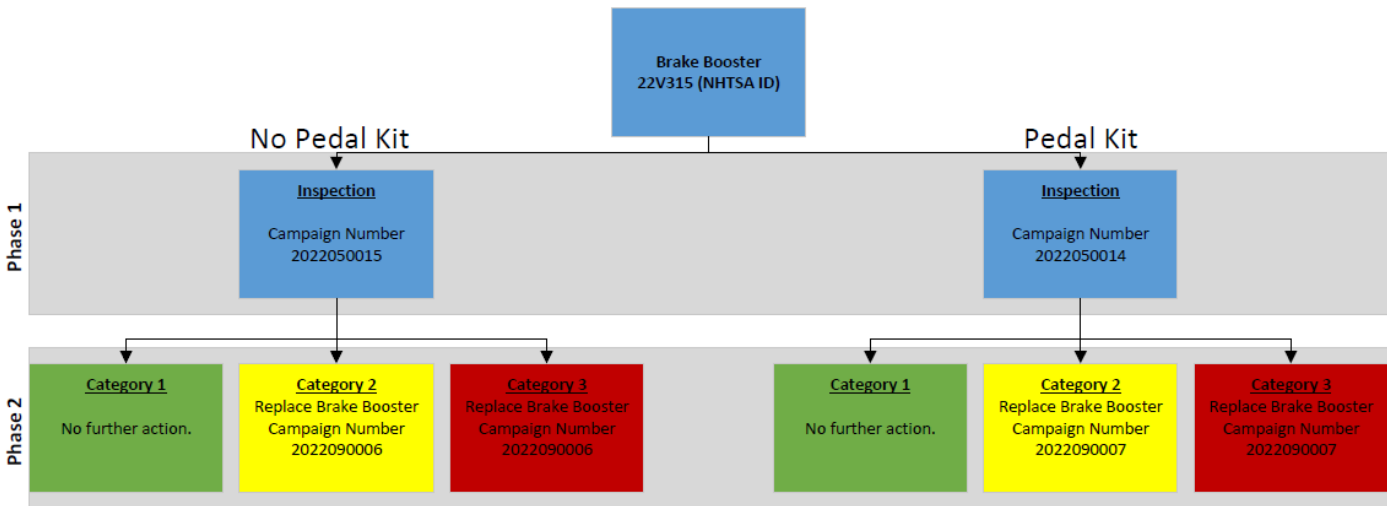 Brake Booster
22V315 (NHTSA ID)
No Pedal Kit
Pedal Kit
Phase 1
Inspection
Campaign Number
2022050015
Inspection
Campaign Number
2022050014
Phase 2
Category 1
No further action.
Category 2
Replace Brake Booster
Campaign Number
2022090006
Category 3
Replace Brake Booster
Campaign Number
2022090006
Category 1
No further action.
Category 2
Replace Brake Booster
Campaign Number
2022090007
Category 3
Replace Brake Booster
Campaign Number
2022090007